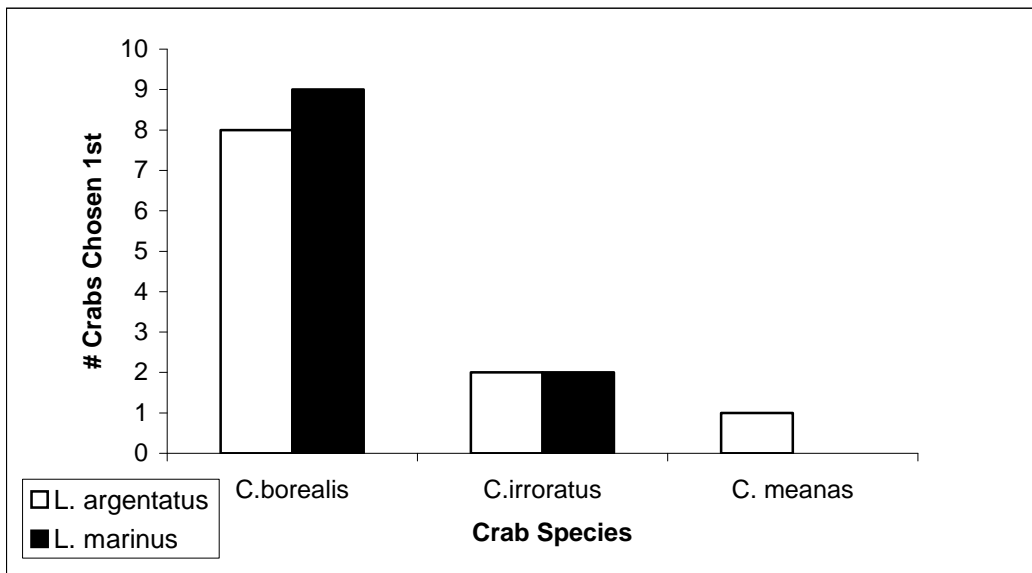 # Crabs Chosen 1st
10
9
8
7
6
5
4
3
2
1
0
C.borealis
C.irroratus
C. meanas
Crab Species
L. argentatus
L. marinus